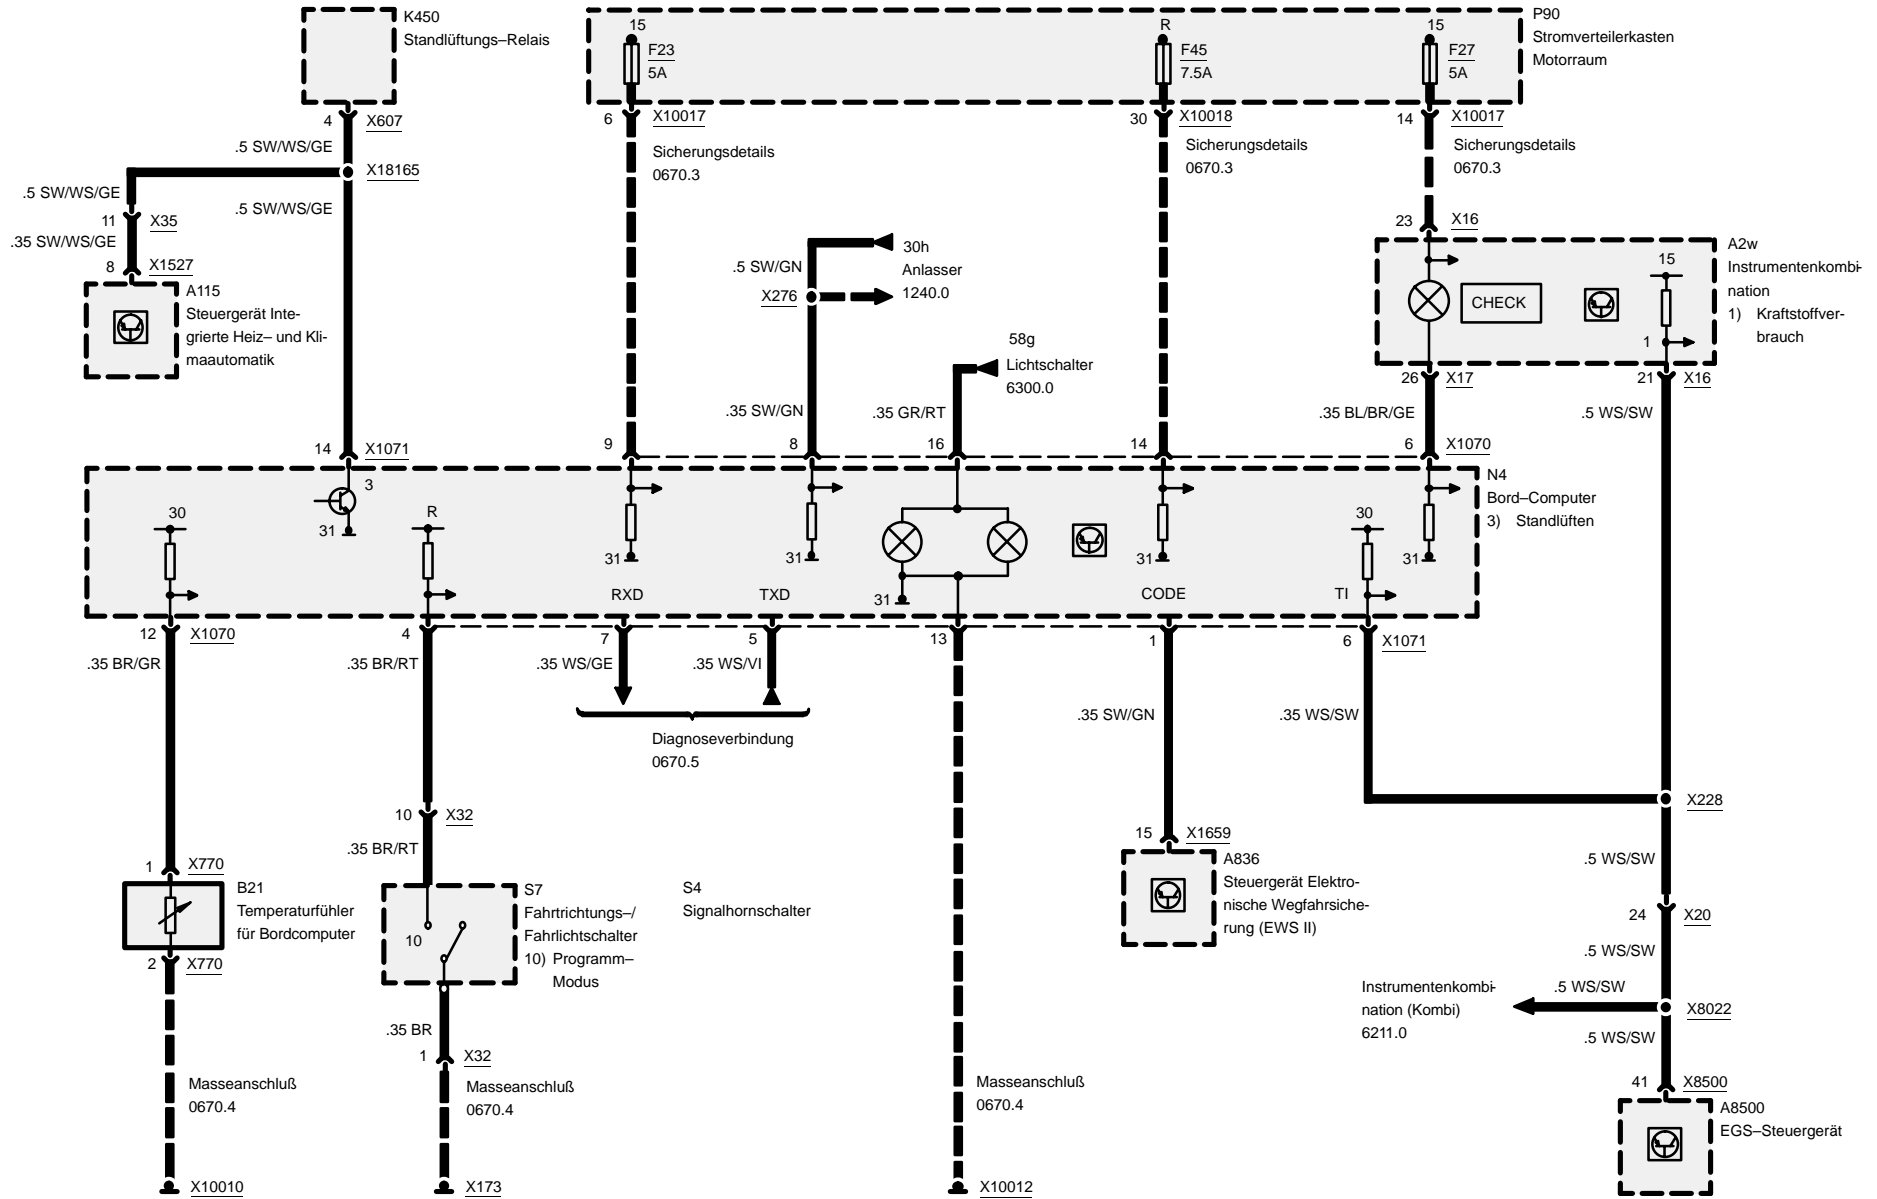 K450
Standlüftungs–Relais
15
F23
5A
R
F45
7.5A
15
F27
5A
P90
Stromverteilerkasten
Motorraum
4
X607
6
X10017
30
X10018
14
X10017
.5 SW/WS/GE
Sicherungsdetails
0670.3
Sicherungsdetails
0670.3
Sicherungsdetails
0670.3
X18165
.5 SW/WS/GE
.5 SW/WS/GE
11
X35
.35 SW/WS/GE
8
X1527
A115
Steuergerät Inte-
grierte Heiz– und Kli-
maautomatik
30h
Anlasser
1240.0
.5 SW/GN
X276
58g
Lichtschalter
6300.0
.35 SW/GN
.35 GR/RT
23
X16
A2w
Instrumentenkombi-
nation
1) Kraftstoffver-
brauch
15
CHECK
1
26
X17
21
X16
.35 BL/BR/GE
.5 WS/SW
14
X1071
9
8
16
14
6
X1070
N4
Bord–Computer
3) Standlüften
3
31
30
R
31
31
31
31
30
31
RXD
TXD
CODE
TI
12
X1070
4
7
5
13
1
6
X1071
.35 BR/GR
.35 BR/RT
.35 WS/GE
.35 WS/VI
.35 SW/GN
.35 WS/SW
Diagnoseverbindung
0670.5
10
X32
.35 BR/RT
X228
15
X1659
A836
Steuergerät Elektro-
nische Wegfahrsiche-
rung (EWS II)
.5 WS/SW
1
X770
B21
Temperaturfühler
für Bordcomputer
2
X770
S7
Fahrtrichtungs–/
Fahrlichtschalter
10) Programm–
Modus
10
S4
Signalhornschalter
24
X20
.5 WS/SW
Instrumentenkombi-
nation (Kombi)
6211.0
.5 WS/SW
X8022
.5 WS/SW
.35 BR
1
X32
Masseanschluß
0670.4
Masseanschluß
0670.4
Masseanschluß
0670.4
41
X8500
A8500
EGS–Steuergerät
X10010
X173
X10012